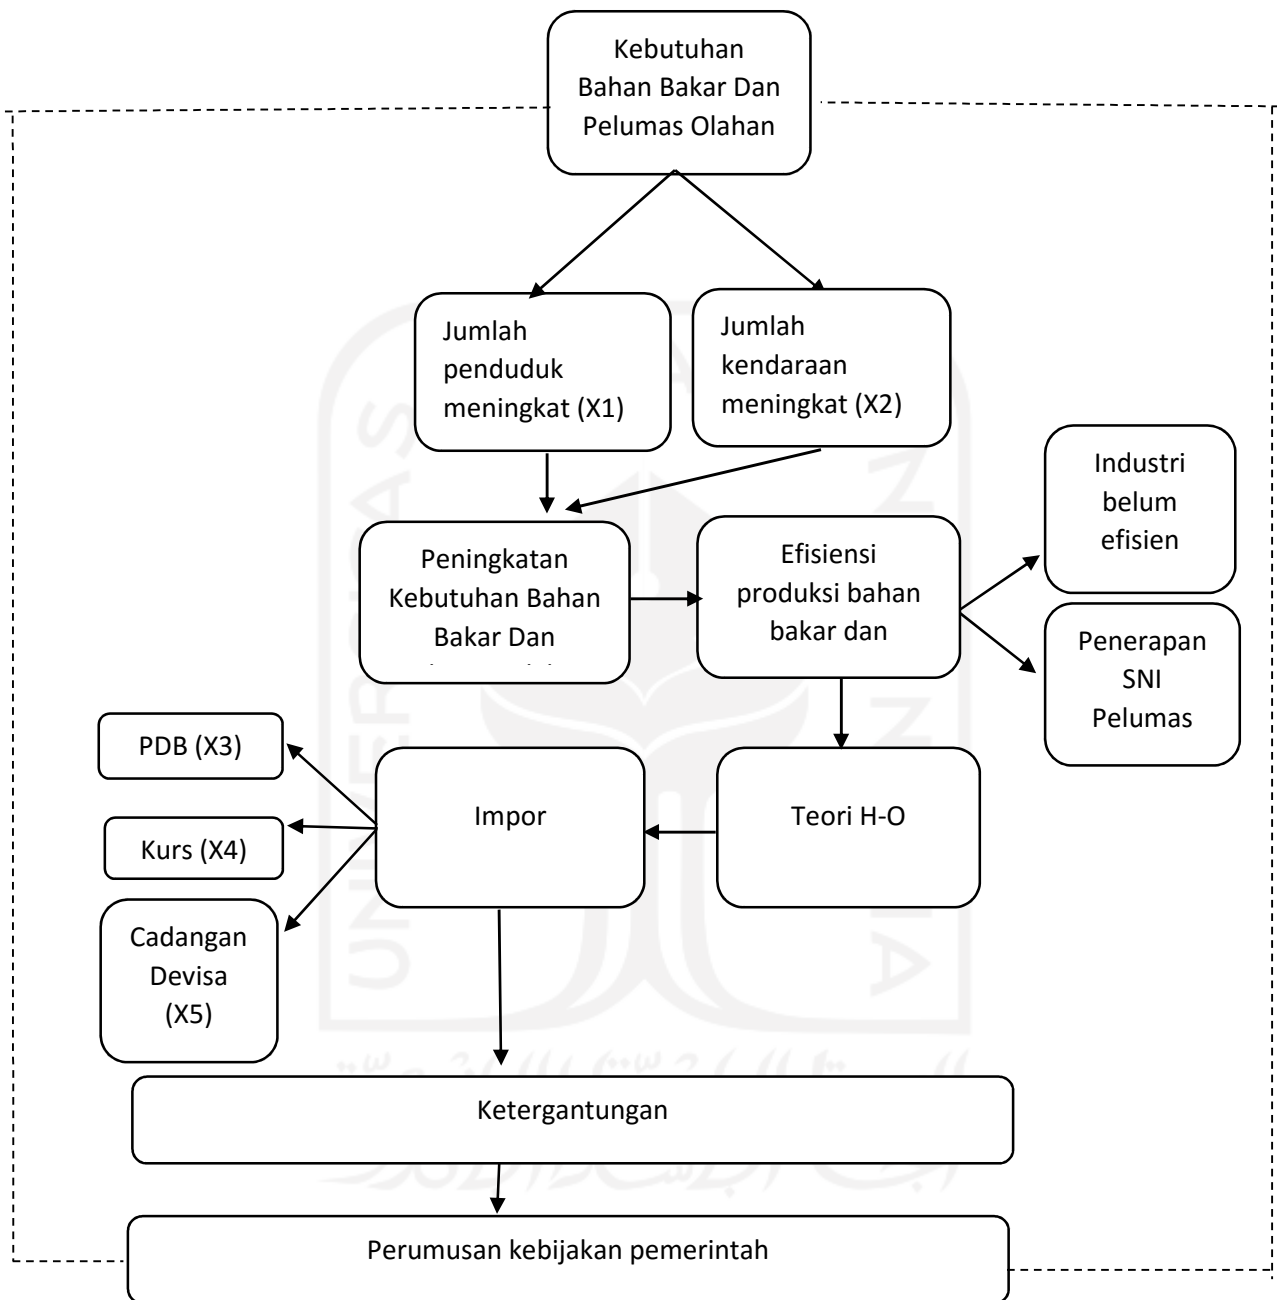 Kebutuhan
Bahan Bakar Dan
Pelumas Olahan
Jumlah
penduduk
meningkat (X1)
Jumlah
kendaraan
meningkat (X2)
Industri
belum
efisien
Peningkatan
Kebutuhan Bahan
Bakar Dan
Efisiensi
produksi bahan
bakar dan
Penerapan
SNI
Pelumas
PDB (X3)
Impor
Teori H-O
Kurs (X4)
Cadangan
Devisa
(X5)
Ketergantungan
Perumusan kebijakan pemerintah
UNIVERSITAS